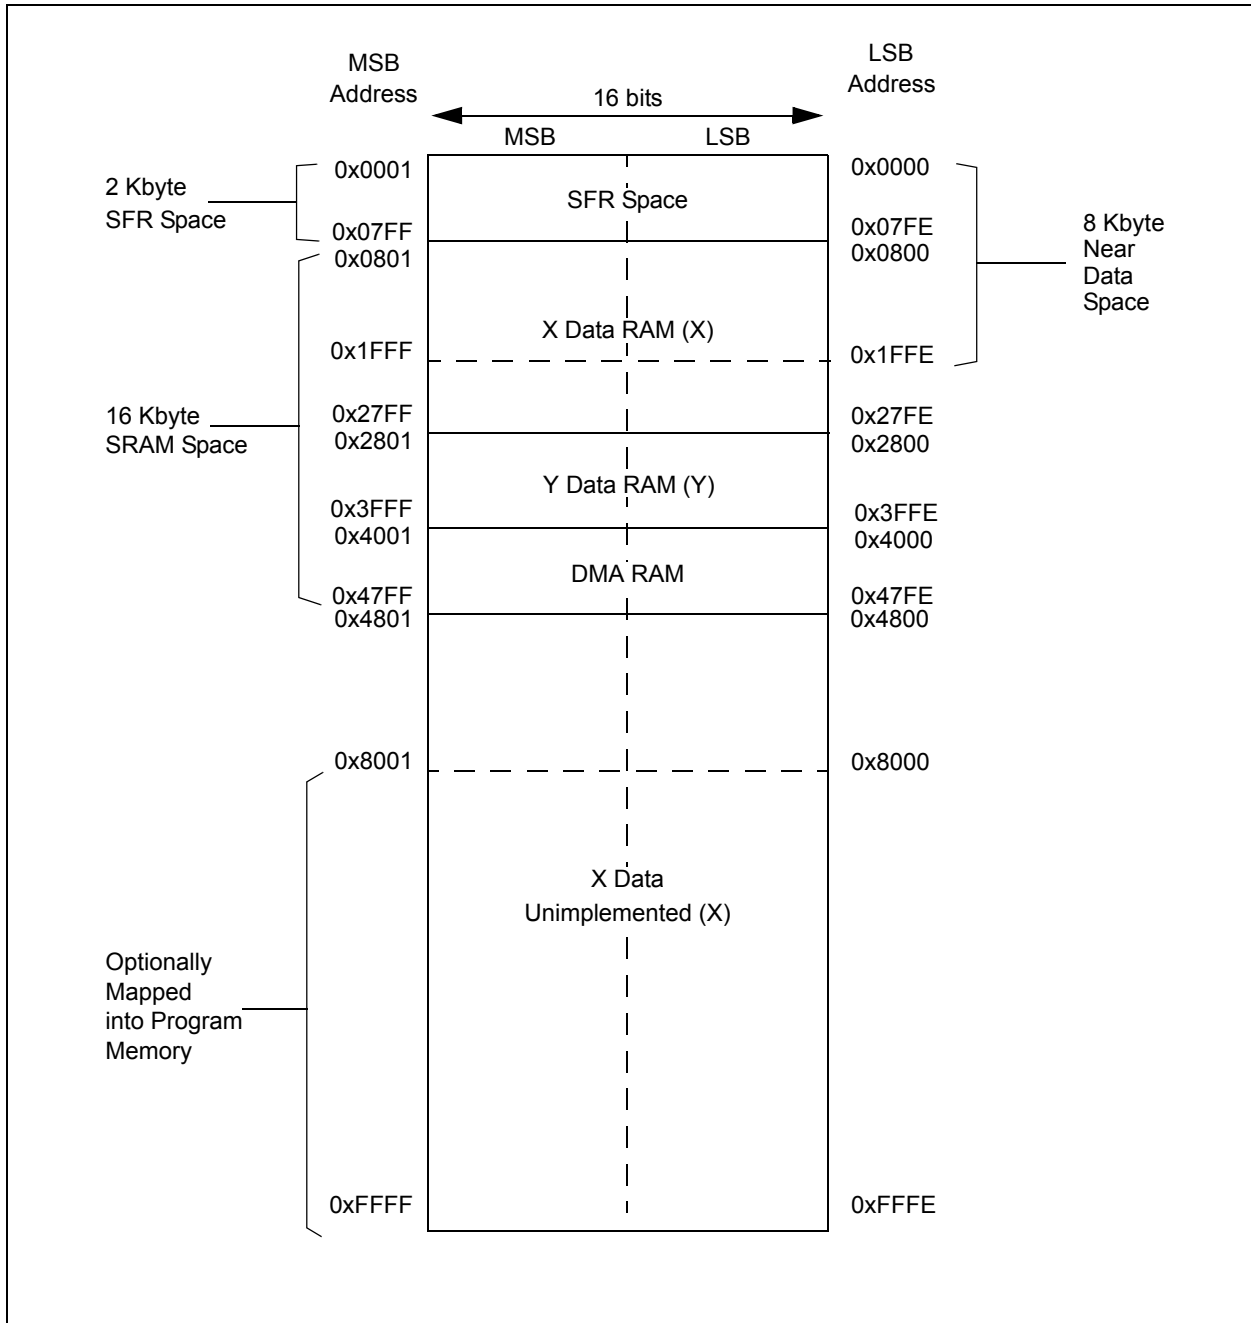 MSB
Address
LSB
Address
16 bits
MSB
LSB
0x0001
0x0000
2 Kbyte
SFR Space
SFR Space
0x07FF
0x07FE
0x0801
0x0800
8 Kbyte
Near
Data
Space
X Data RAM (X)
0x1FFF
0x1FFE
16 Kbyte
SRAM Space
0x27FF
0x27FE
0x2801
0x2800
Y Data RAM (Y)
0x3FFF
0x3FFE
0x4001
0x4000
DMA RAM
0x47FF
0x47FE
0x4801
0x4800
0x8001
0x8000
X Data
Unimplemented (X)
Optionally
Mapped
into Program
Memory
0xFFFF
0xFFFE